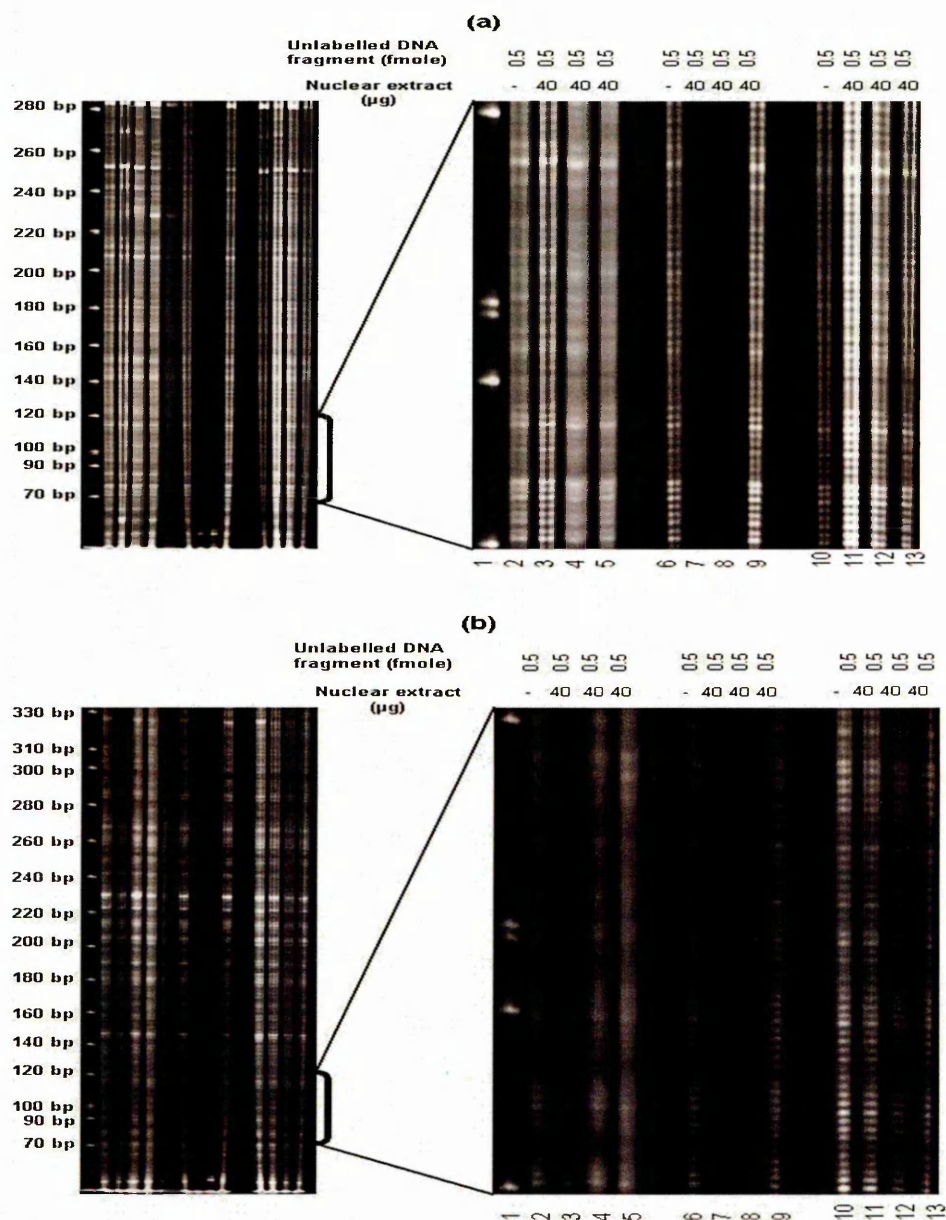 (a)
Unlabelled DNA
fragment (fmole)
0.5 0.5 0.5 0.5 0.5 0.5 0.5 0.5 0.5 0.5 0.5 0.5
Nuclear extract
(µg)
- 40 40 40 - 40 40 40 - 40 40 40
280 bp
260 bp
240 bp
220 bp
200 bp
180 bp
160 bp
140 bp
120 bp
100 bp
90 bp
70 bp
1 2 3 4 5 6 7 8 9 10 11 12 13
(b)
Unlabelled DNA
fragment (fmole)
0.5 0.5 0.5 0.5 0.5 0.5 0.5 0.5 0.5 0.5 0.5 0.5
Nuclear extract
(µg)
- 40 40 40 - 40 40 40 - 40 40 40
330 bp
310 bp
300 bp
280 bp
260 bp
240 bp
220 bp
200 bp
180 bp
160 bp
140 bp
120 bp
100 bp
90 bp
70 bp
1 2 3 4 5 6 7 8 9 10 11 12 13